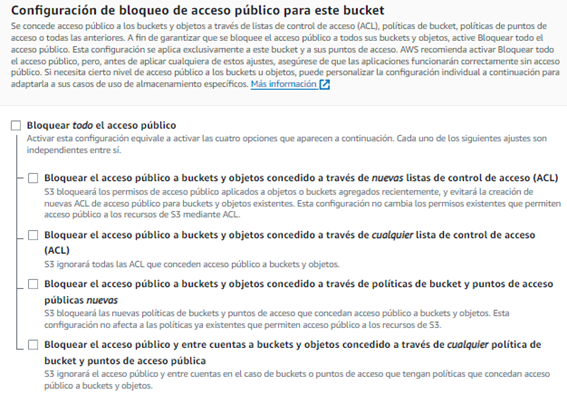 Configuración de bloqueo de acceso público para este bucket
Se concede acceso público a los buckets y objetos a través de listas de control de acceso (ACL), políticas de bucket, políticas de puntos de
acceso o todas las anteriores. A fin de garantizar que se bloquee el acceso público a todos sus buckets y objetos, active Bloquear todo el
acceso público. Esta configuración se aplica exclusivamente a este bucket y a sus puntos de acceso. AWS recomienda activar Bloquear todo
el acceso público, pero, antes de aplicar cualquiera de estos ajustes, asegúrese de que las aplicaciones funcionarán correctamente sin acceso
público. Si necesita cierto nivel de acceso público a los buckets u objetos, puede personalizar la configuración individual a continuación para
adaptarla a sus casos de uso de almacenamiento específicos. Más información
Bloquear todo el acceso público
Activar esta configuración equivale a activar las cuatro opciones que aparecen a continuación. Cada uno de los siguientes ajustes son
independientes entre sí.
Bloquear el acceso público a buckets y objetos concedido a través de nuevas listas de control de acceso (ACL)
S3 bloqueará los permisos de acceso público aplicados a objetos o buckets agregados recientemente, y evitará la creación de
nuevas ACL de acceso público para buckets y objetos existentes. Esta configuración no cambia los permisos existentes que permiten
acceso público a los recursos de S3 mediante ACL.
Bloquear el acceso público a buckets y objetos concedido a través de cualquier lista de control de acceso
(ACL)
S3 ignorará todas las ACL que conceden acceso público a buckets y objetos.
Bloquear el acceso público a buckets y objetos concedido a través de políticas de bucket y puntos de acceso
públicas nuevas
S3 bloqueará las nuevas políticas de buckets y puntos de acceso que concedan acceso público a buckets y objetos. Esta
configuración no afecta a las políticas ya existentes que permiten acceso público a los recursos de S3.
Bloquear el acceso público y entre cuentas a buckets y objetos concedido a través de cualquier política de
bucket y puntos de acceso pública
S3 ignorará el acceso público y entre cuentas en el caso de buckets o puntos de acceso que tengan políticas que concedan acceso
público a buckets y objetos.